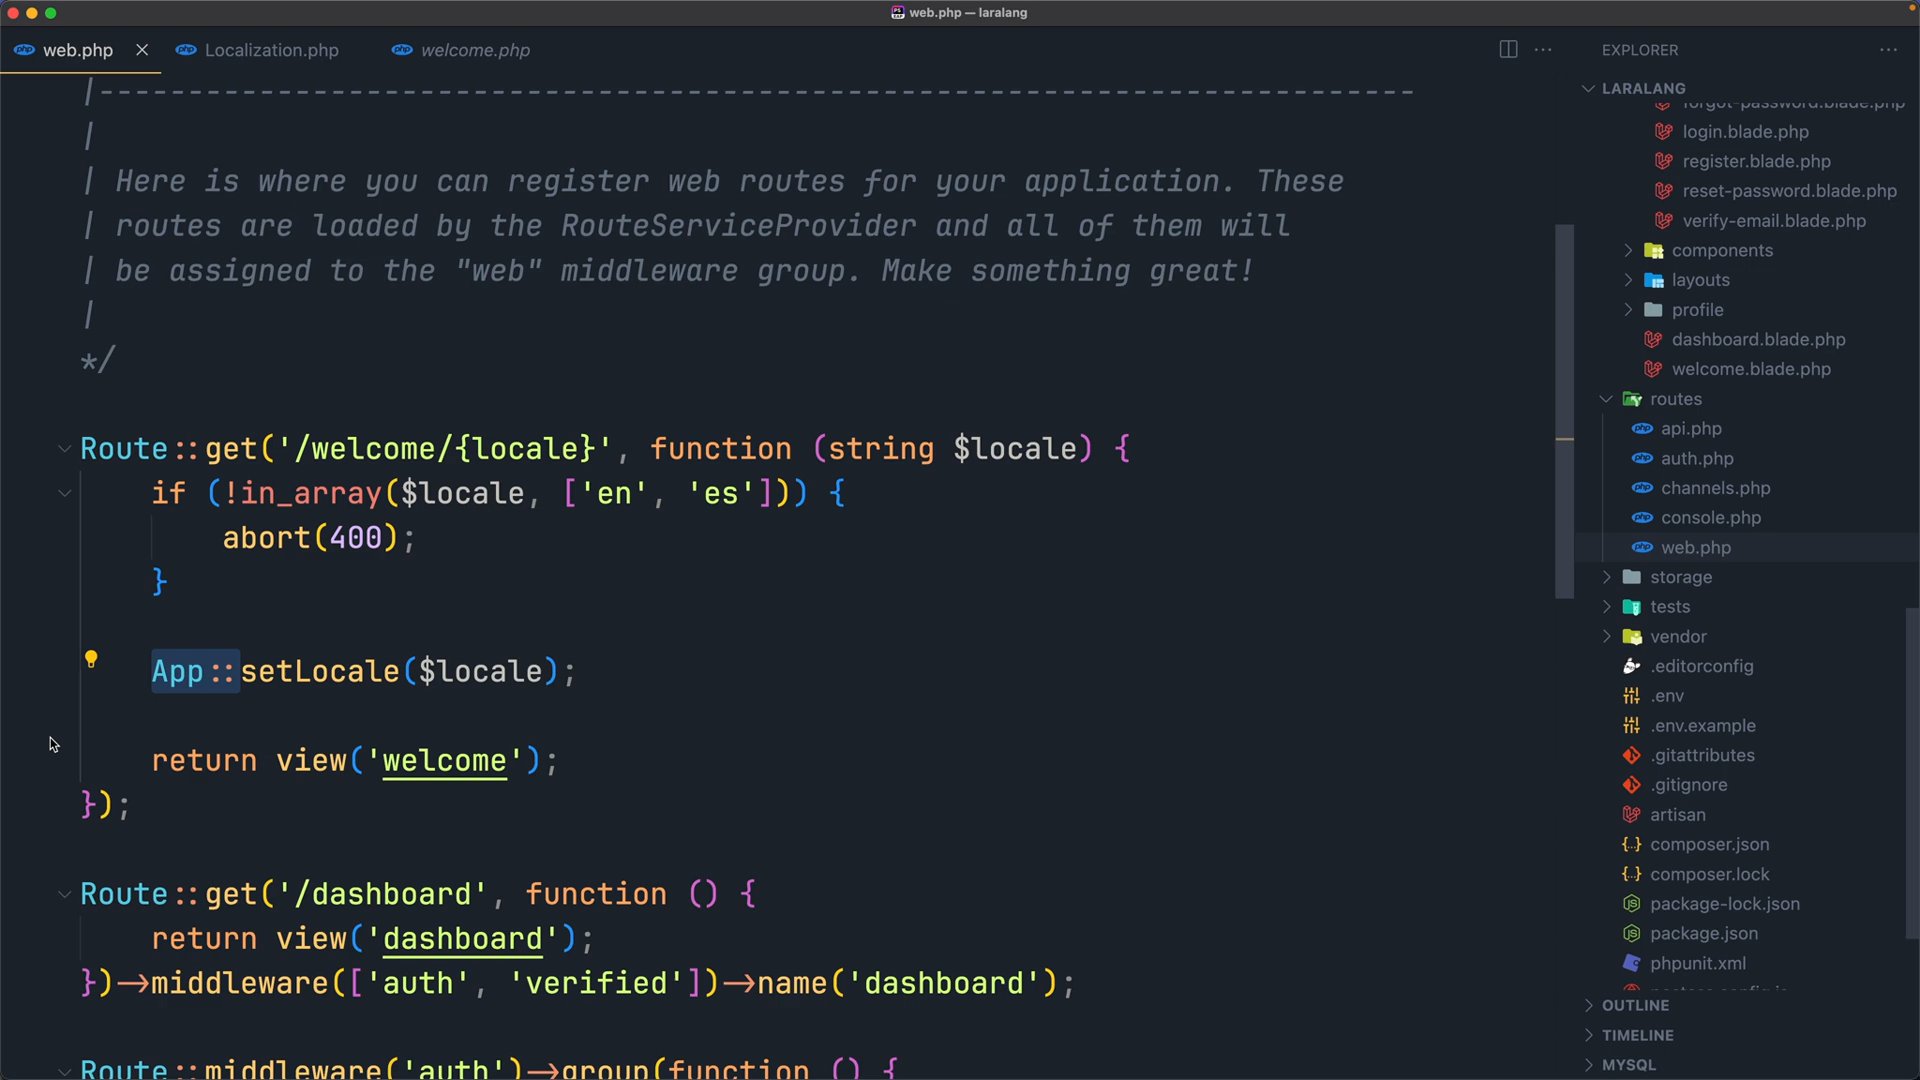 web.php — laralang
web.php
Localization.php
welcome.php
|--------------------------------------------------------------------------
|
| Here is where you can register web routes for your application. These
| routes are loaded by the RouteServiceProvider and all of them will
| be assigned to the "web" middleware group. Make something great!
|
*/
Route::get('/welcome/{locale}', function (string $locale) {
if (!in_array($locale, ['en', 'es'])) {
abort(400);
}
App::setLocale($locale);
return view('welcome');
});
Route::get('/dashboard', function () {
return view('dashboard');
})->middleware(['auth', 'verified'])->name('dashboard');
Route::middleware('auth')->group(function () {
EXPLORER
LARALANG
forgot-password.blade.php
login.blade.php
register.blade.php
reset-password.blade.php
verify-email.blade.php
components
layouts
profile
dashboard.blade.php
welcome.blade.php
routes
api.php
auth.php
channels.php
console.php
web.php
storage
tests
vendor
.editorconfig
.env
.env.example
.gitattributes
.gitignore
artisan
composer.json
composer.lock
package-lock.json
package.json
phpunit.xml
OUTLINE
TIMELINE
MYSQL